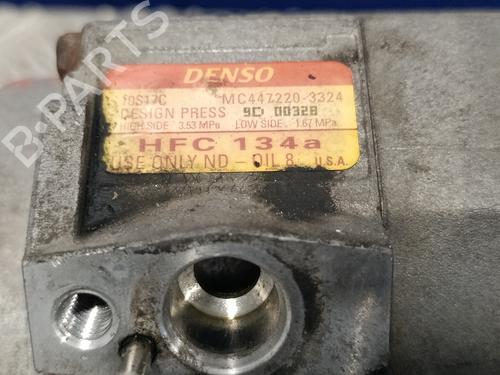 DENSO
10S17C MC447220-3324
DESIGN PRESS 9D 00328
HIGH SIDE 3.53 MPa LOW SIDE 1.67 MPa
HFC 134a
USE ONLY ND-OIL 8 U.S.A.